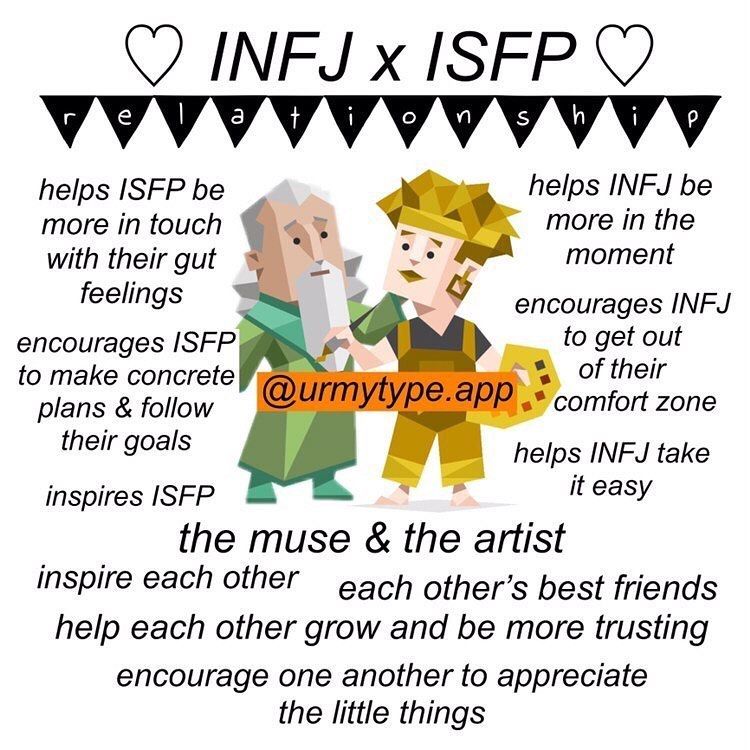 ♡ INFJ x ISFP ♡
relationship
helps ISFP be
more in touch
with their gut
feelings
encourages ISFP
to make concrete
plans & follow
their goals
inspires ISFP
@urmytype.app
helps INFJ be
more in the
moment
encourages INFJ
to get out
of their
comfort zone
helps INFJ take
it easy
the muse & the artist
inspire each other
each other’s best friends
help each other grow and be more trusting
encourage one another to appreciate
the little things